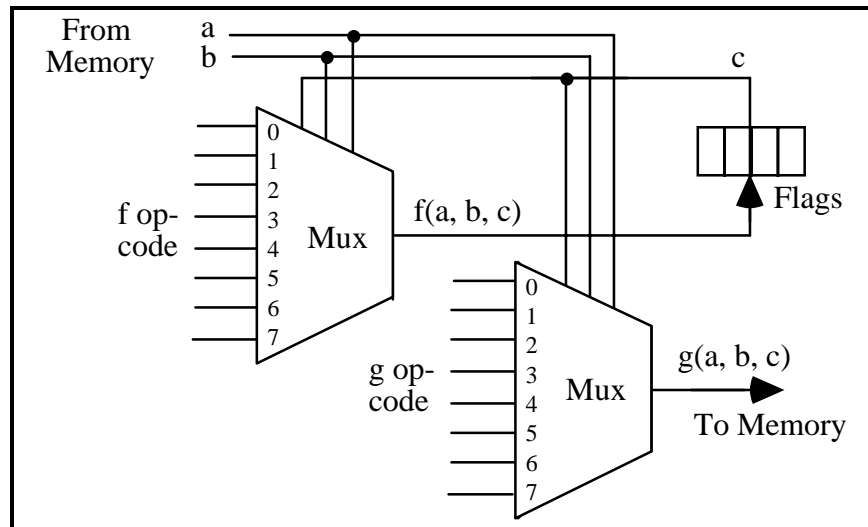 From
Memory
a
b
c
0
1
2
3
4
5
6
7
f op-
code
Mux
f(a, b, c)
Flags
0
1
2
3
4
5
6
7
g op-
code
Mux
g(a, b, c)
To Memory